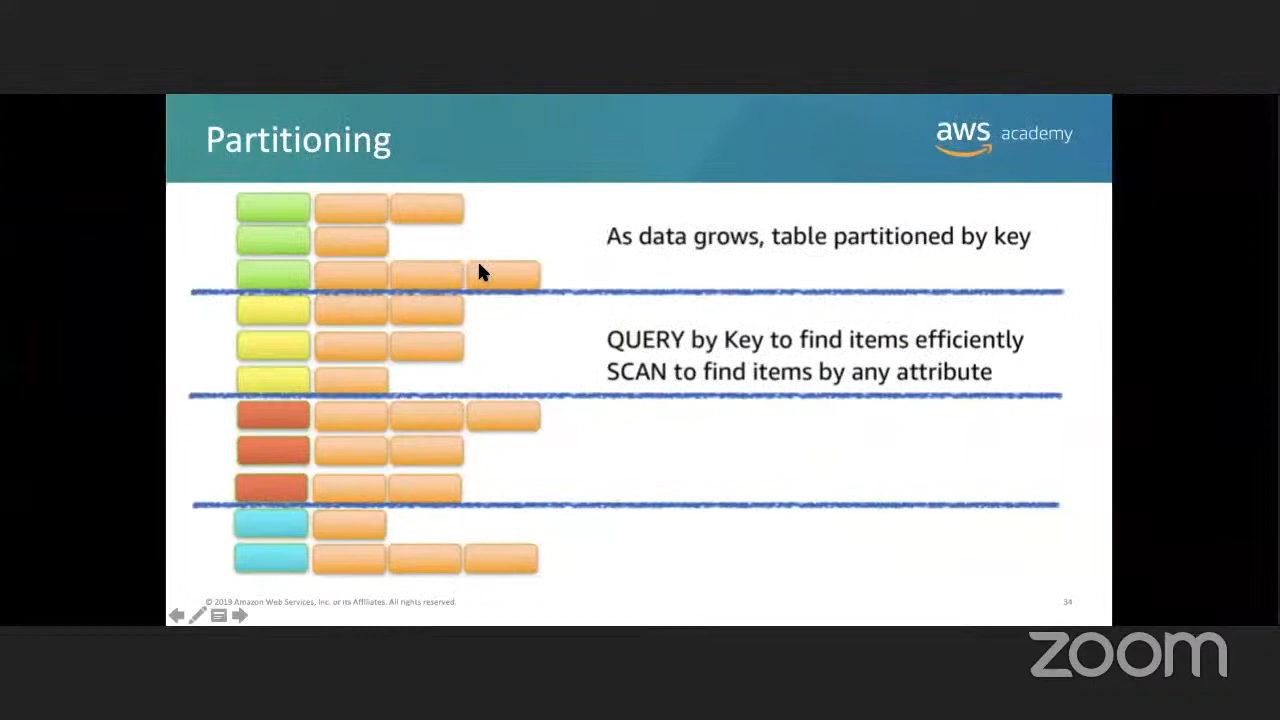 Partitioning
aws academy
As data grows, table partitioned by key
QUERY by Key to find items efficiently
SCAN to find items by any attribute
© 2019 Amazon Web Services, Inc. or its Affiliates. All rights reserved.
34
zoom